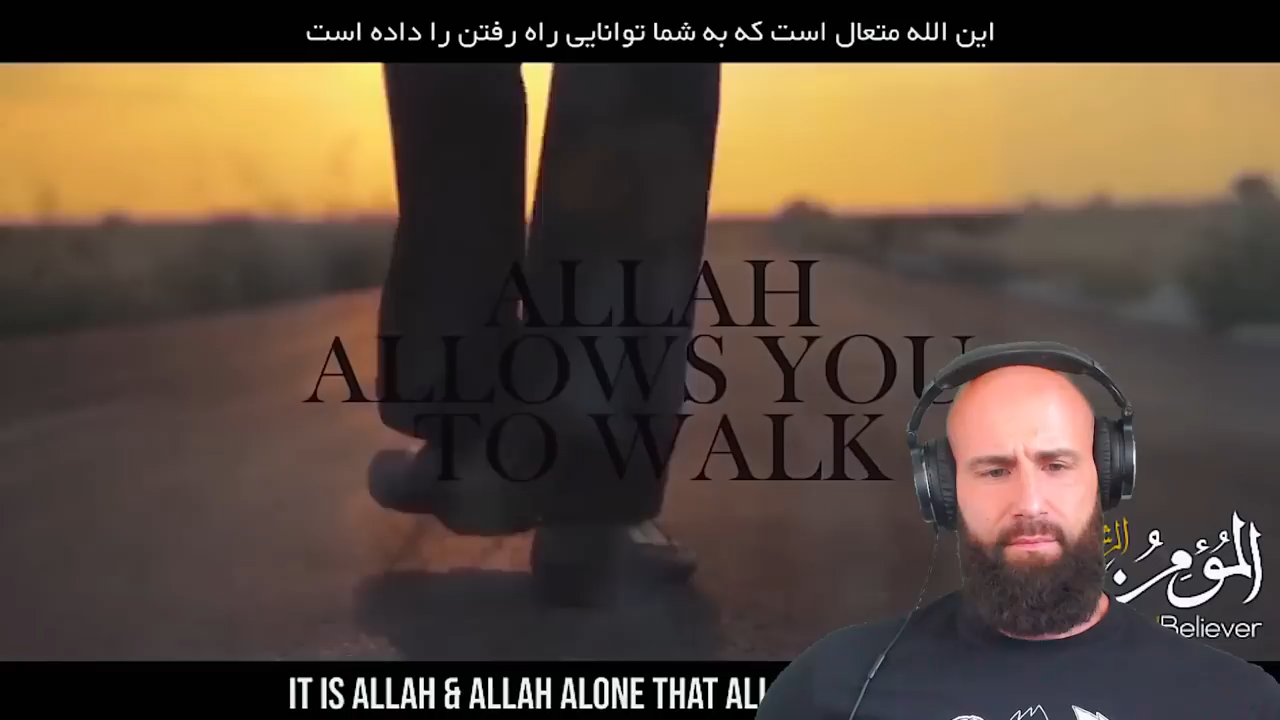 این الله متعال است که به شما توانایی راه رفتن را داده است
ALLAH
ALLOWS YOU
TO WALK
المؤمن
Believer
IT IS ALLAH & ALLAH ALONE THAT